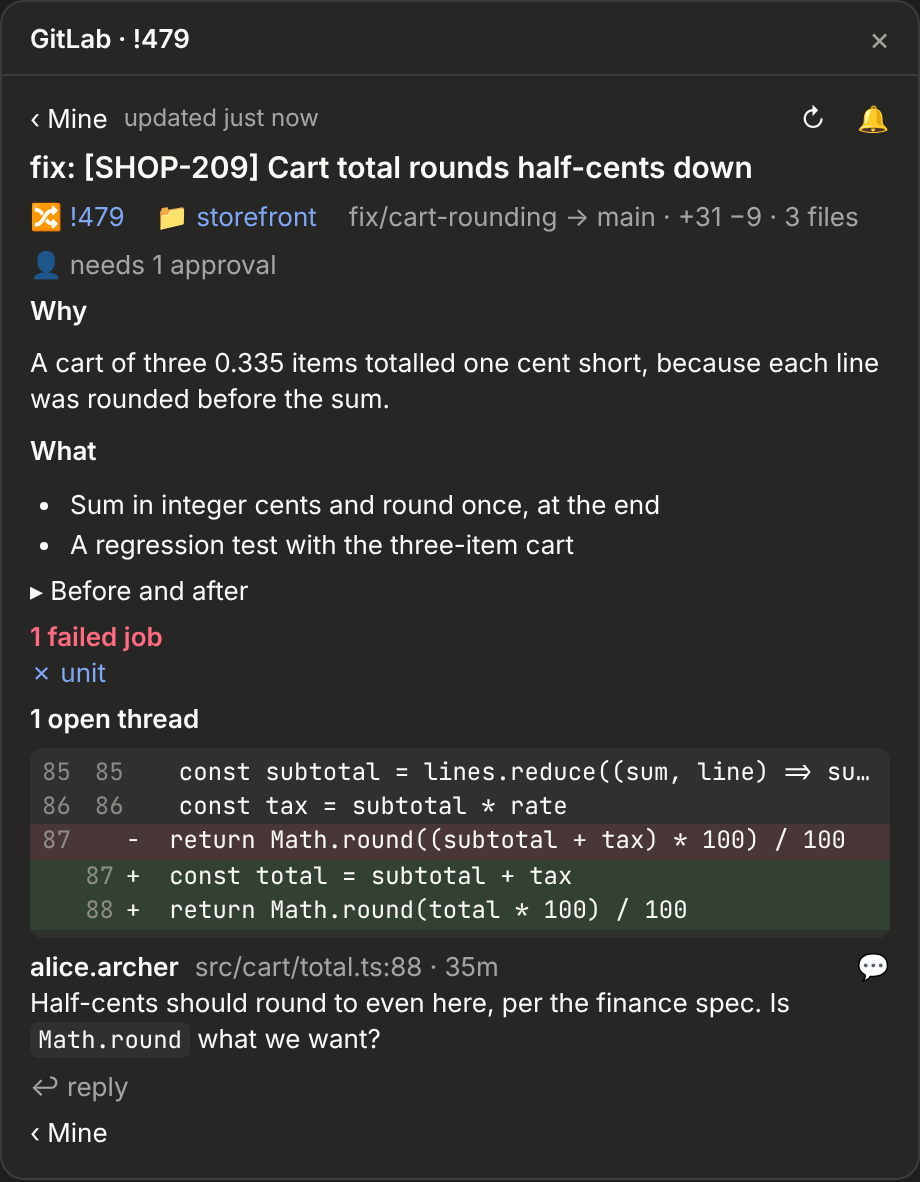 GitLab · !479
×
‹ Mine updated just now
fix: [SHOP-209] Cart total rounds half-cents down
!479 storefront fix/cart-rounding → main · +31 −9 · 3 files
needs 1 approval
Why
A cart of three 0.335 items totalled one cent short, because each line
was rounded before the sum.
What
• Sum in integer cents and round once, at the end
• A regression test with the three-item cart
▸ Before and after
1 failed job
× unit
1 open thread
85 85 const subtotal = lines.reduce((sum, line) => su…
86 86 const tax = subtotal * rate
87 - return Math.round((subtotal + tax) * 100) / 100
87 + const total = subtotal + tax
88 + return Math.round(total * 100) / 100
alice.archer src/cart/total.ts:88 · 35m
Half-cents should round to even here, per the finance spec. Is
Math.round what we want?
↩ reply
‹ Mine